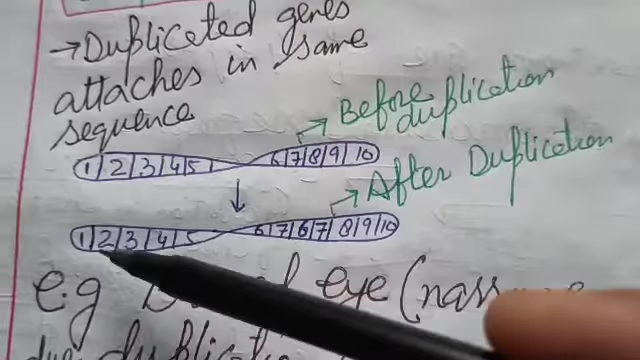 → Duplicated genes
attaches in same
sequence
Before
duplication
1 2 3 4 5 6 7 8 9 10
After Duplication
1 2 3 4 5 6 7 6 7 8 9 10
e.g eye (narr